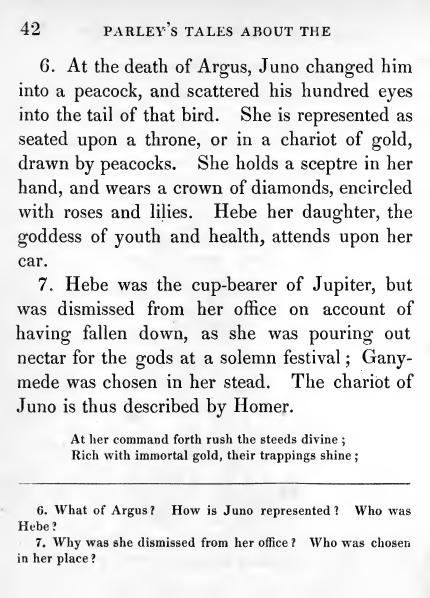 42 PARLEY'S TALES ABOUT THE
6. At the death of Argus, Juno changed him
into a peacock, and scattered his hundred eyes
into the tail of that bird. She is represented as
seated upon a throne, or in a chariot of gold,
drawn by peacocks. She holds a sceptre in her
hand, and wears a crown of diamonds, encircled
with roses and lilies. Hebe her daughter, the
goddess of youth and health, attends upon her
car.
7. Hebe was the cup-bearer of Jupiter, but
was dismissed from her office on account of
having fallen down, as she was pouring out
nectar for the gods at a solemn festival; Gany-
mede was chosen in her stead. The chariot of
Juno is thus described by Homer.
At her command forth rush the steeds divine;
Rich with immortal gold, their trappings shine;
6. What of Argus? How is Juno represented? Who was
Hebe?
7. Why was she dismissed from her office? Who was chosen
in her place?